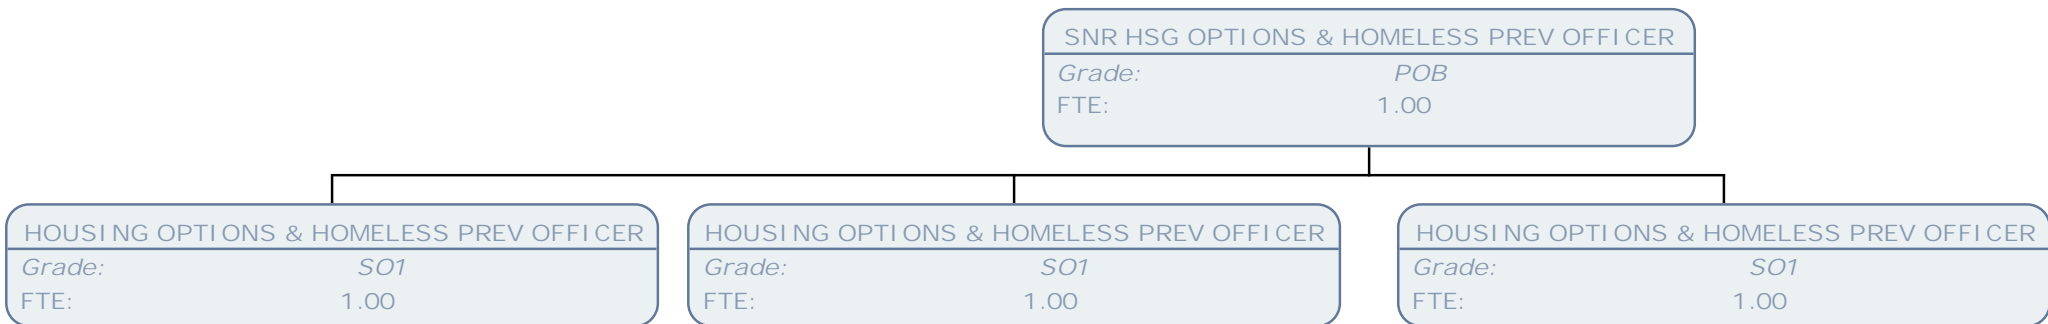 SNR HSG OPTIONS & HOMELESS PREV OFFICER
Grade: POB
FTE: 1.00
HOUSING OPTIONS & HOMELESS PREV OFFICER
Grade: SO1
FTE: 1.00
HOUSING OPTIONS & HOMELESS PREV OFFICER
Grade: SO1
FTE: 1.00
HOUSING OPTIONS & HOMELESS PREV OFFICER
Grade: SO1
FTE: 1.00